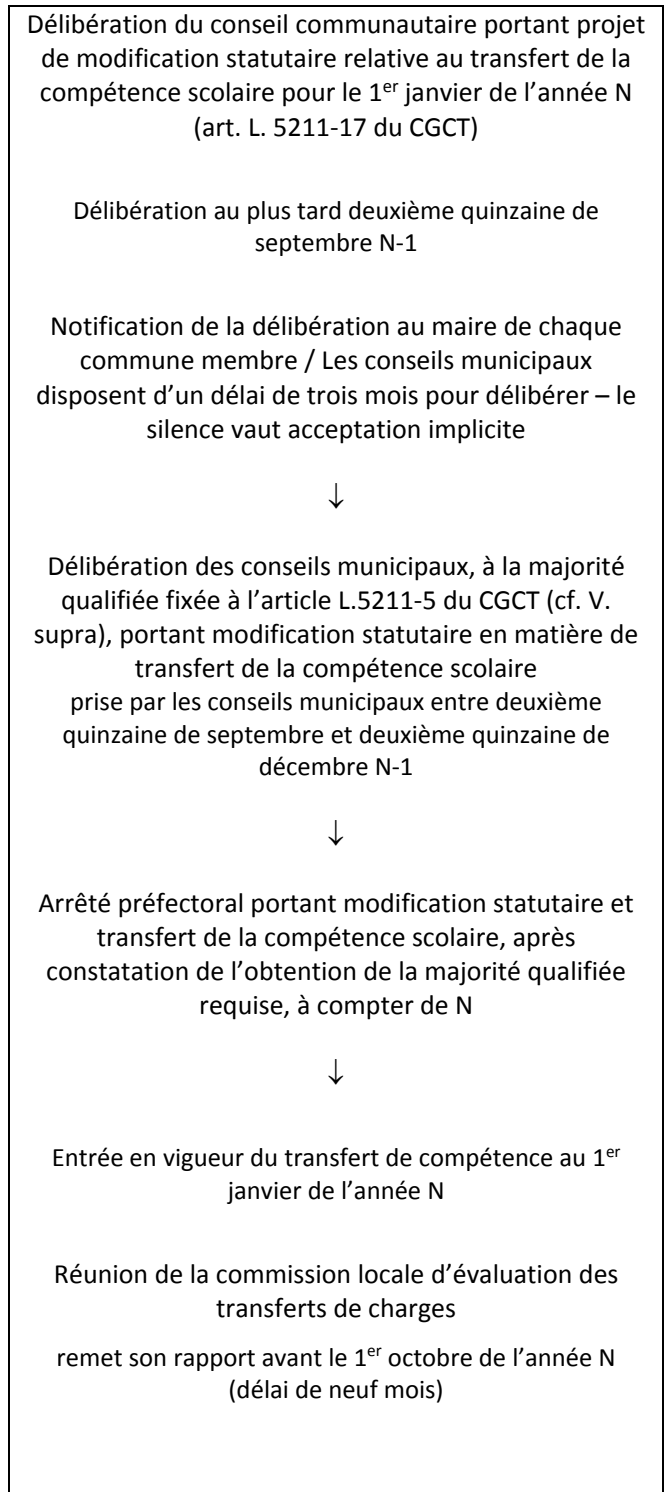 Délibération du conseil communautaire portant projet
de modification statutaire relative au transfert de la
compétence scolaire pour le 1er janvier de l’année N
(art. L. 5211-17 du CGCT)
Délibération au plus tard deuxième quinzaine de
septembre N-1
Notification de la délibération au maire de chaque
commune membre / Les conseils municipaux
disposent d’un délai de trois mois pour délibérer – le
silence vaut acceptation implicite
↓
Délibération des conseils municipaux, à la majorité
qualifiée fixée à l’article L.5211-5 du CGCT (cf. V.
supra), portant modification statutaire en matière de
transfert de la compétence scolaire
prise par les conseils municipaux entre deuxième
quinzaine de septembre et deuxième quinzaine de
décembre N-1
↓
Arrêté préfectoral portant modification statutaire et
transfert de la compétence scolaire, après
constatation de l’obtention de la majorité qualifiée
requise, à compter de N
↓
Entrée en vigueur du transfert de compétence au 1er
janvier de l’année N
Réunion de la commission locale d’évaluation des
transferts de charges
remet son rapport avant le 1er octobre de l’année N
(délai de neuf mois)